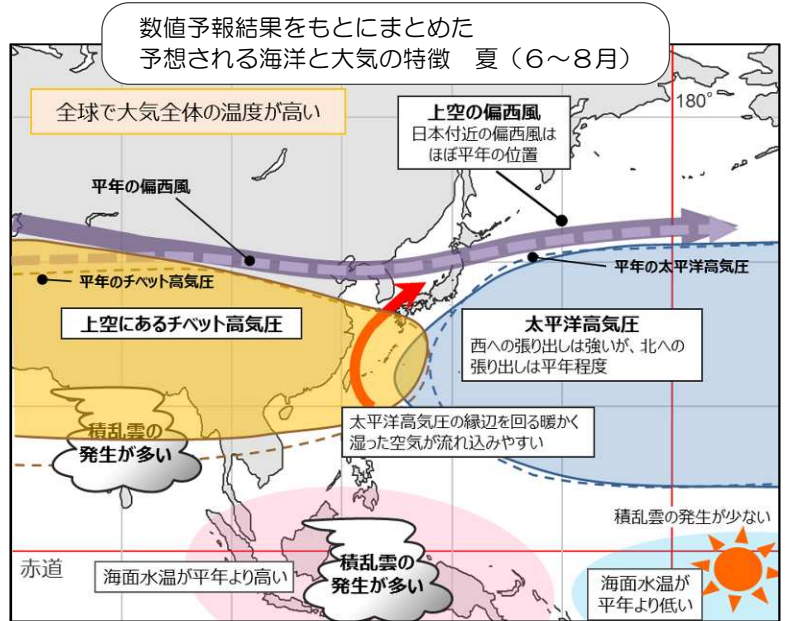 数値予報結果をもとにまとめた
予想される海洋と大気の特徴　夏（６～８月）
全球で大気全体の温度が高い
上空の偏西風
日本付近の偏西風は
ほぼ平年の位置
180°
平年の偏西風
平年のチベット高気圧
平年の太平洋高気圧
上空にあるチベット高気圧
太平洋高気圧
西への張り出しは強いが、北への
張り出しは平年程度
積乱雲の
発生が多い
太平洋高気圧の縁辺を回る暖かく
湿った空気が流れ込みやすい
積乱雲の発生が少ない
赤道
海面水温が平年より高い
積乱雲の
発生が多い
海面水温が
平年より低い